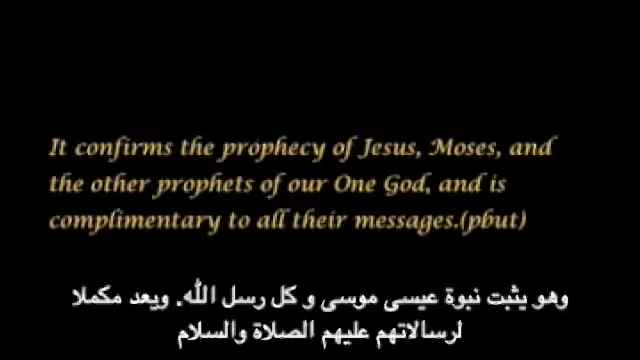 It confirms the prophecy of Jesus, Moses, and
the other prophets of our One God, and is
complimentary to all their messages.(pbut)
وهو يثبت نبوة عيسى موسى و كل رسل الله. ويعد مكملا
لرسالاتهم عليهم الصلاة والسلام